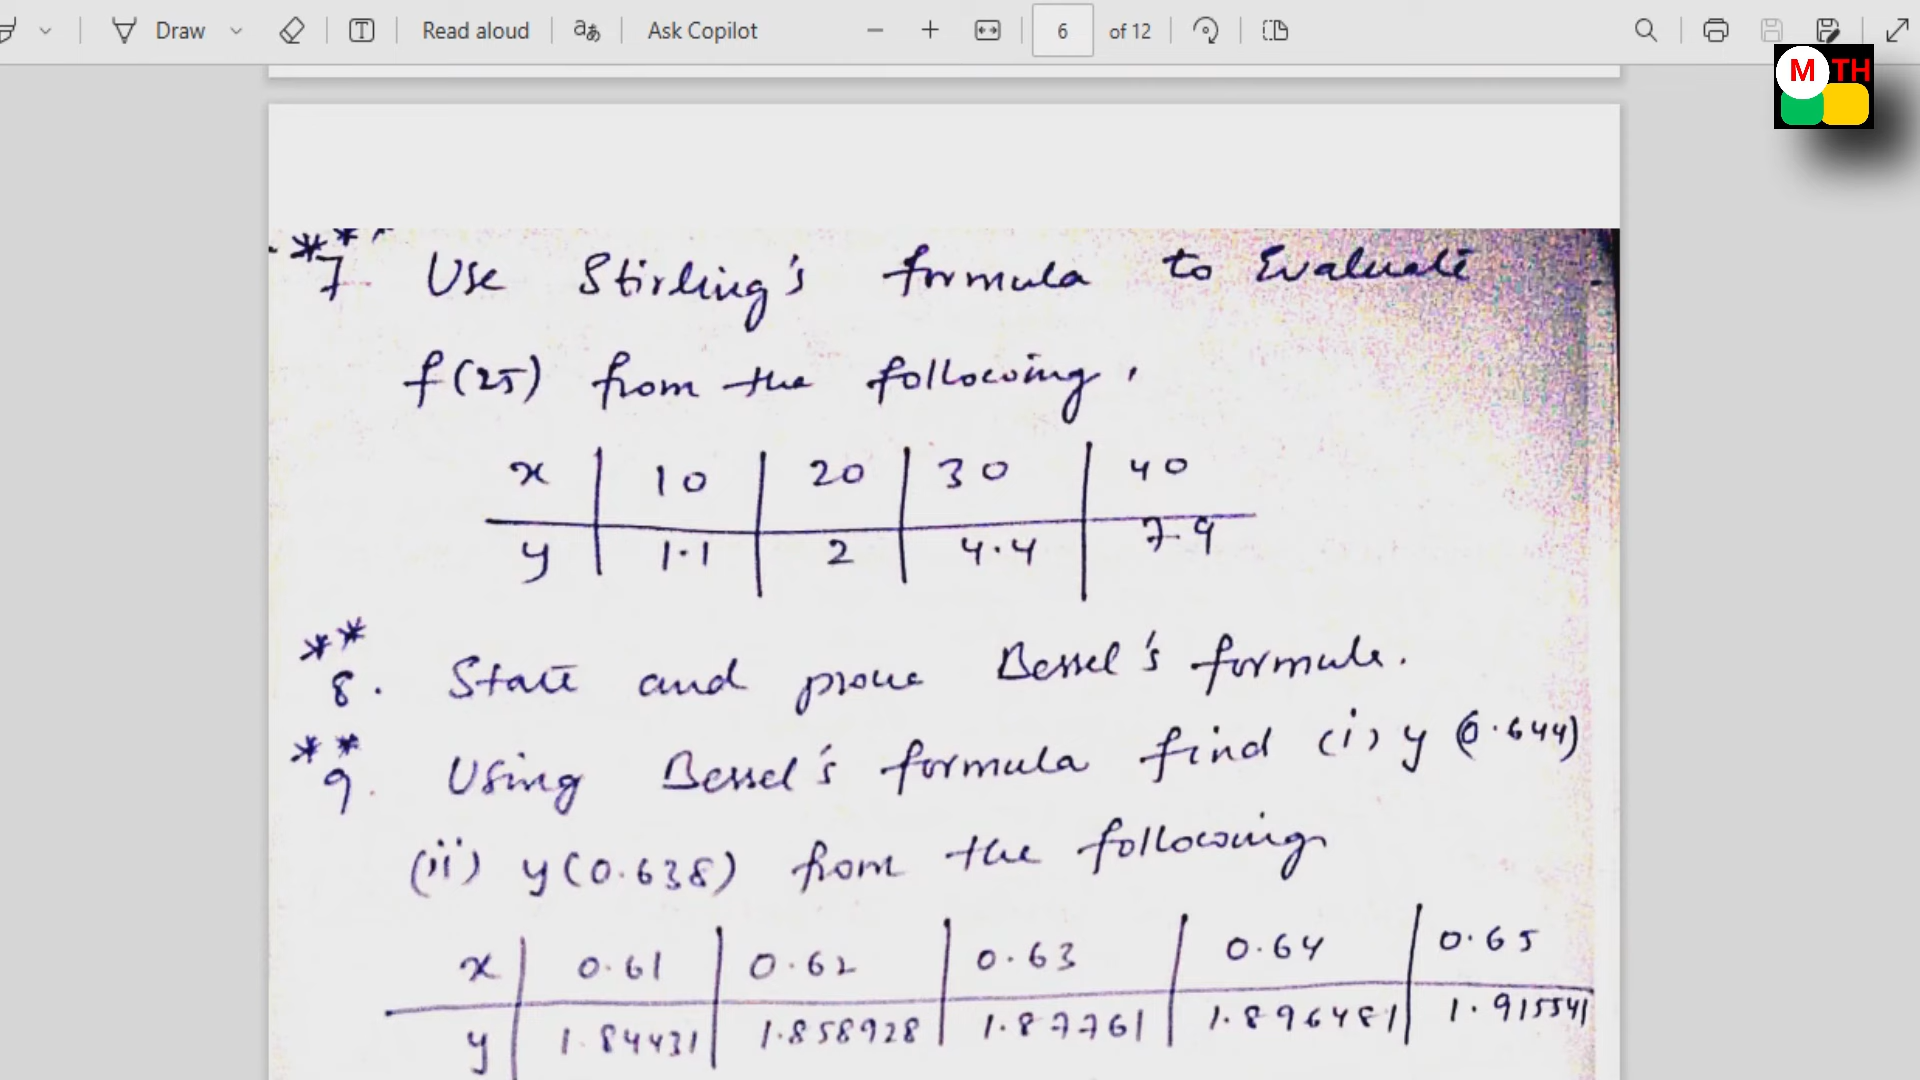 Draw
Read aloud
Ask Copilot
6 of 12
M TH
7. Use Stirling's formula to Evaluate
f(25) from the following,
x 10 20 30 40
y 1.1 2 4.4 7.9
**
8. State and prove Bessel's formula.
**
9. Using Bessel's formula find (i) y (0.644)
(ii) y(0.638) from the following
x 0.61 0.62 0.63 0.64 0.65
y 1.84431 1.858928 1.87761 1.896481 1.915541